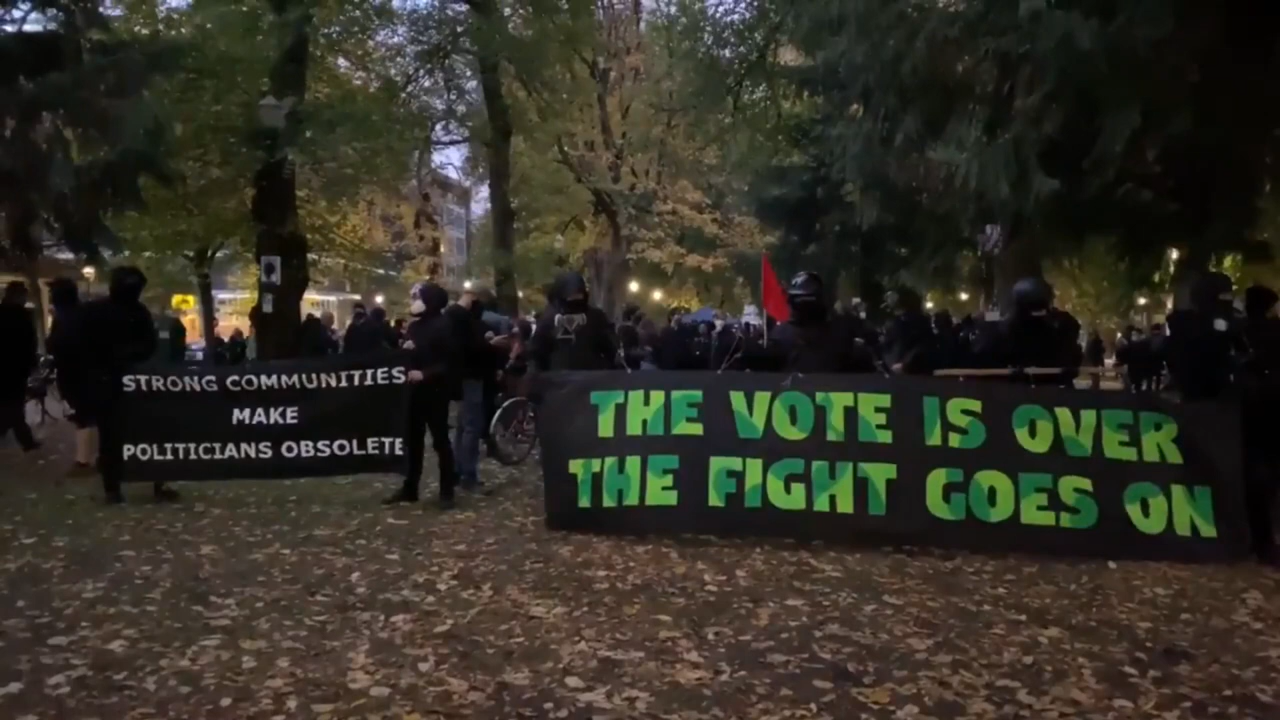 STRONG COMMUNITIES
MAKE
POLITICIANS OBSOLETE
THE VOTE IS OVER
THE FIGHT GOES ON